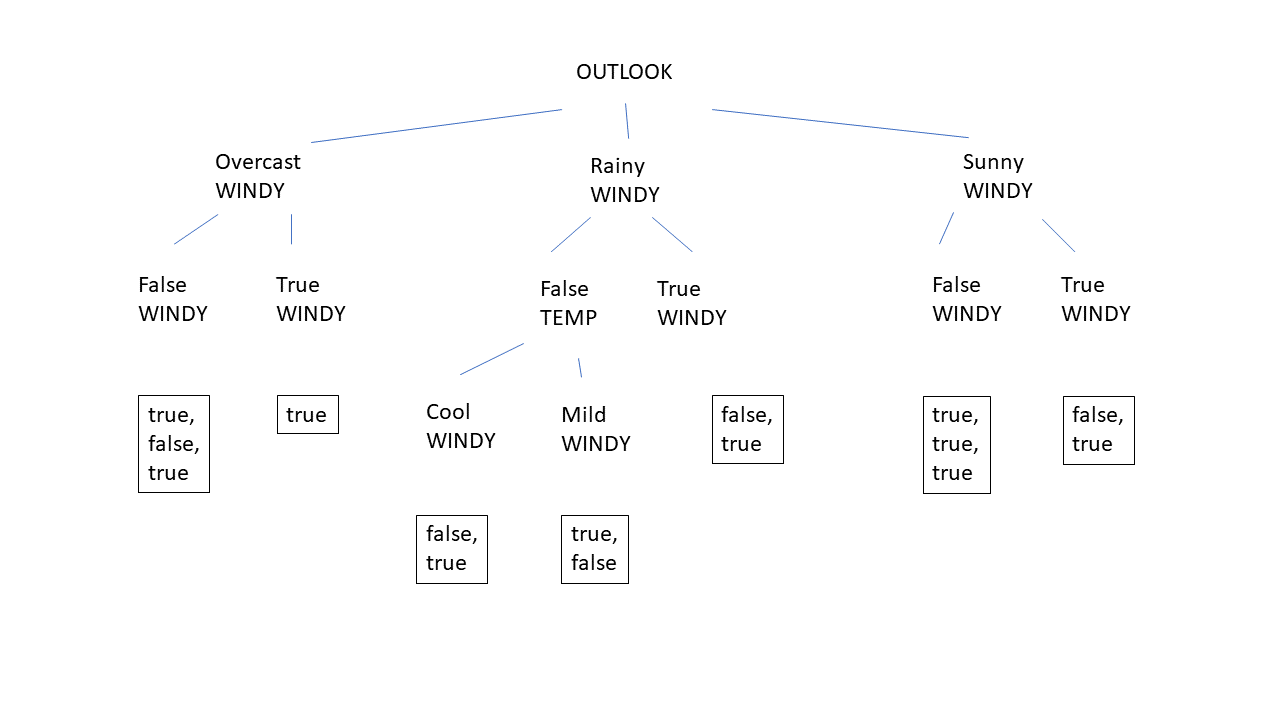 OUTLOOK
Overcast
WINDY
Rainy
WINDY
Sunny
WINDY
False
WINDY
True
WINDY
False
TEMP
True
WINDY
False
WINDY
True
WINDY
true,
false,
true
true
Cool
WINDY
Mild
WINDY
false,
true
true,
true,
true
false,
true
false,
true
true,
false